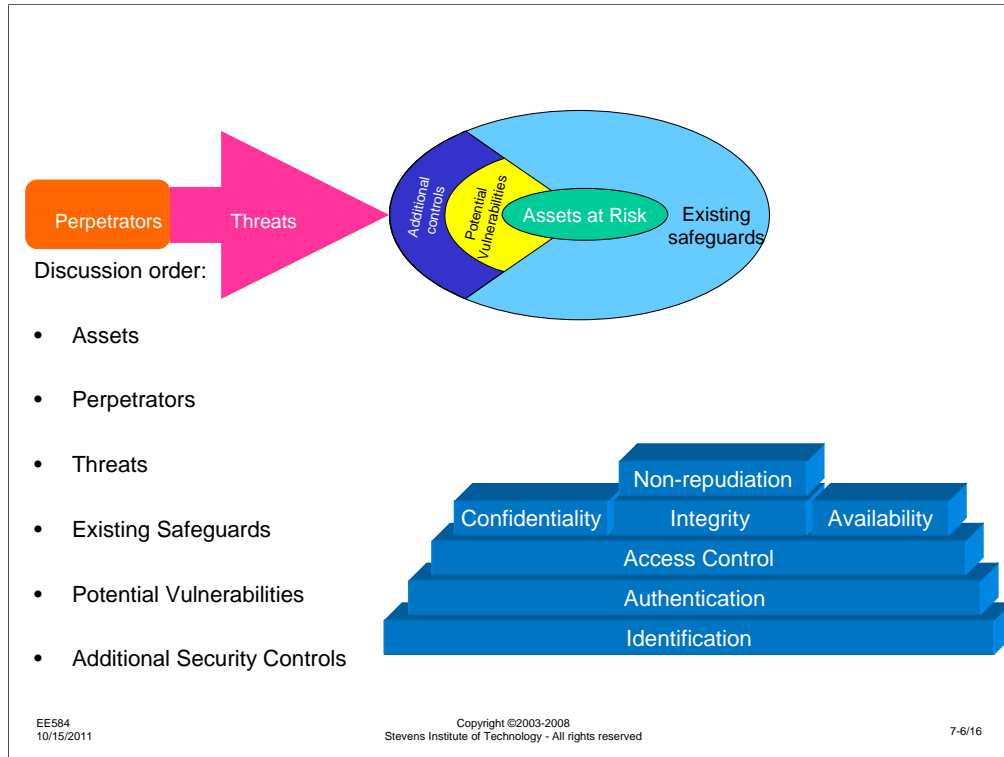 Perpetrators
Threats
Additional
controls
Potential
Vulnerabilities
Assets at Risk
Existing
safeguards
Discussion order:
• Assets
• Perpetrators
• Threats
• Existing Safeguards
• Potential Vulnerabilities
• Additional Security Controls
Non-repudiation
Confidentiality
Integrity
Availability
Access Control
Authentication
Identification
EE584
10/15/2011
Copyright ©2003-2008
Stevens Institute of Technology - All rights reserved
7-6/16